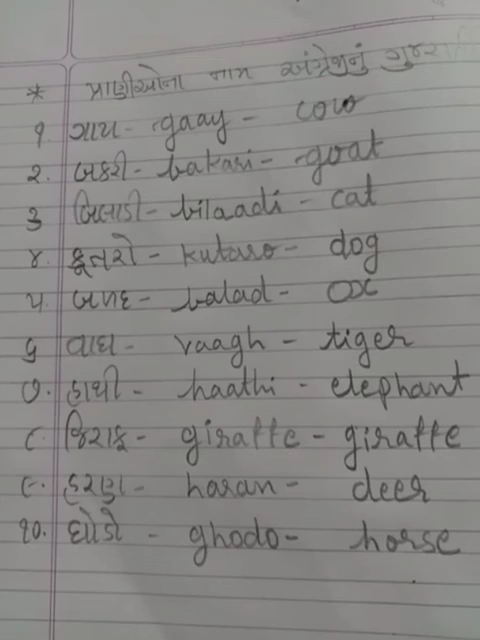 * પ્રાણીઓના નામ અંગ્રેજીનું
૧ ગાય - gaay - cow
૨. બકરી - bakari - goat
૩ બિલાડી - bilaadi - cat
૪. કૂતરો - kutaro - dog
૫. બળદ - balad - ox
૬ વાઘ - vaagh - tiger
૭. હાથી - haathi - elephant
૮ જિરાફ - giraffe - giraffe
૯. હરણ - haran - deer
૧૦. ઘોડો - ghodo - horse